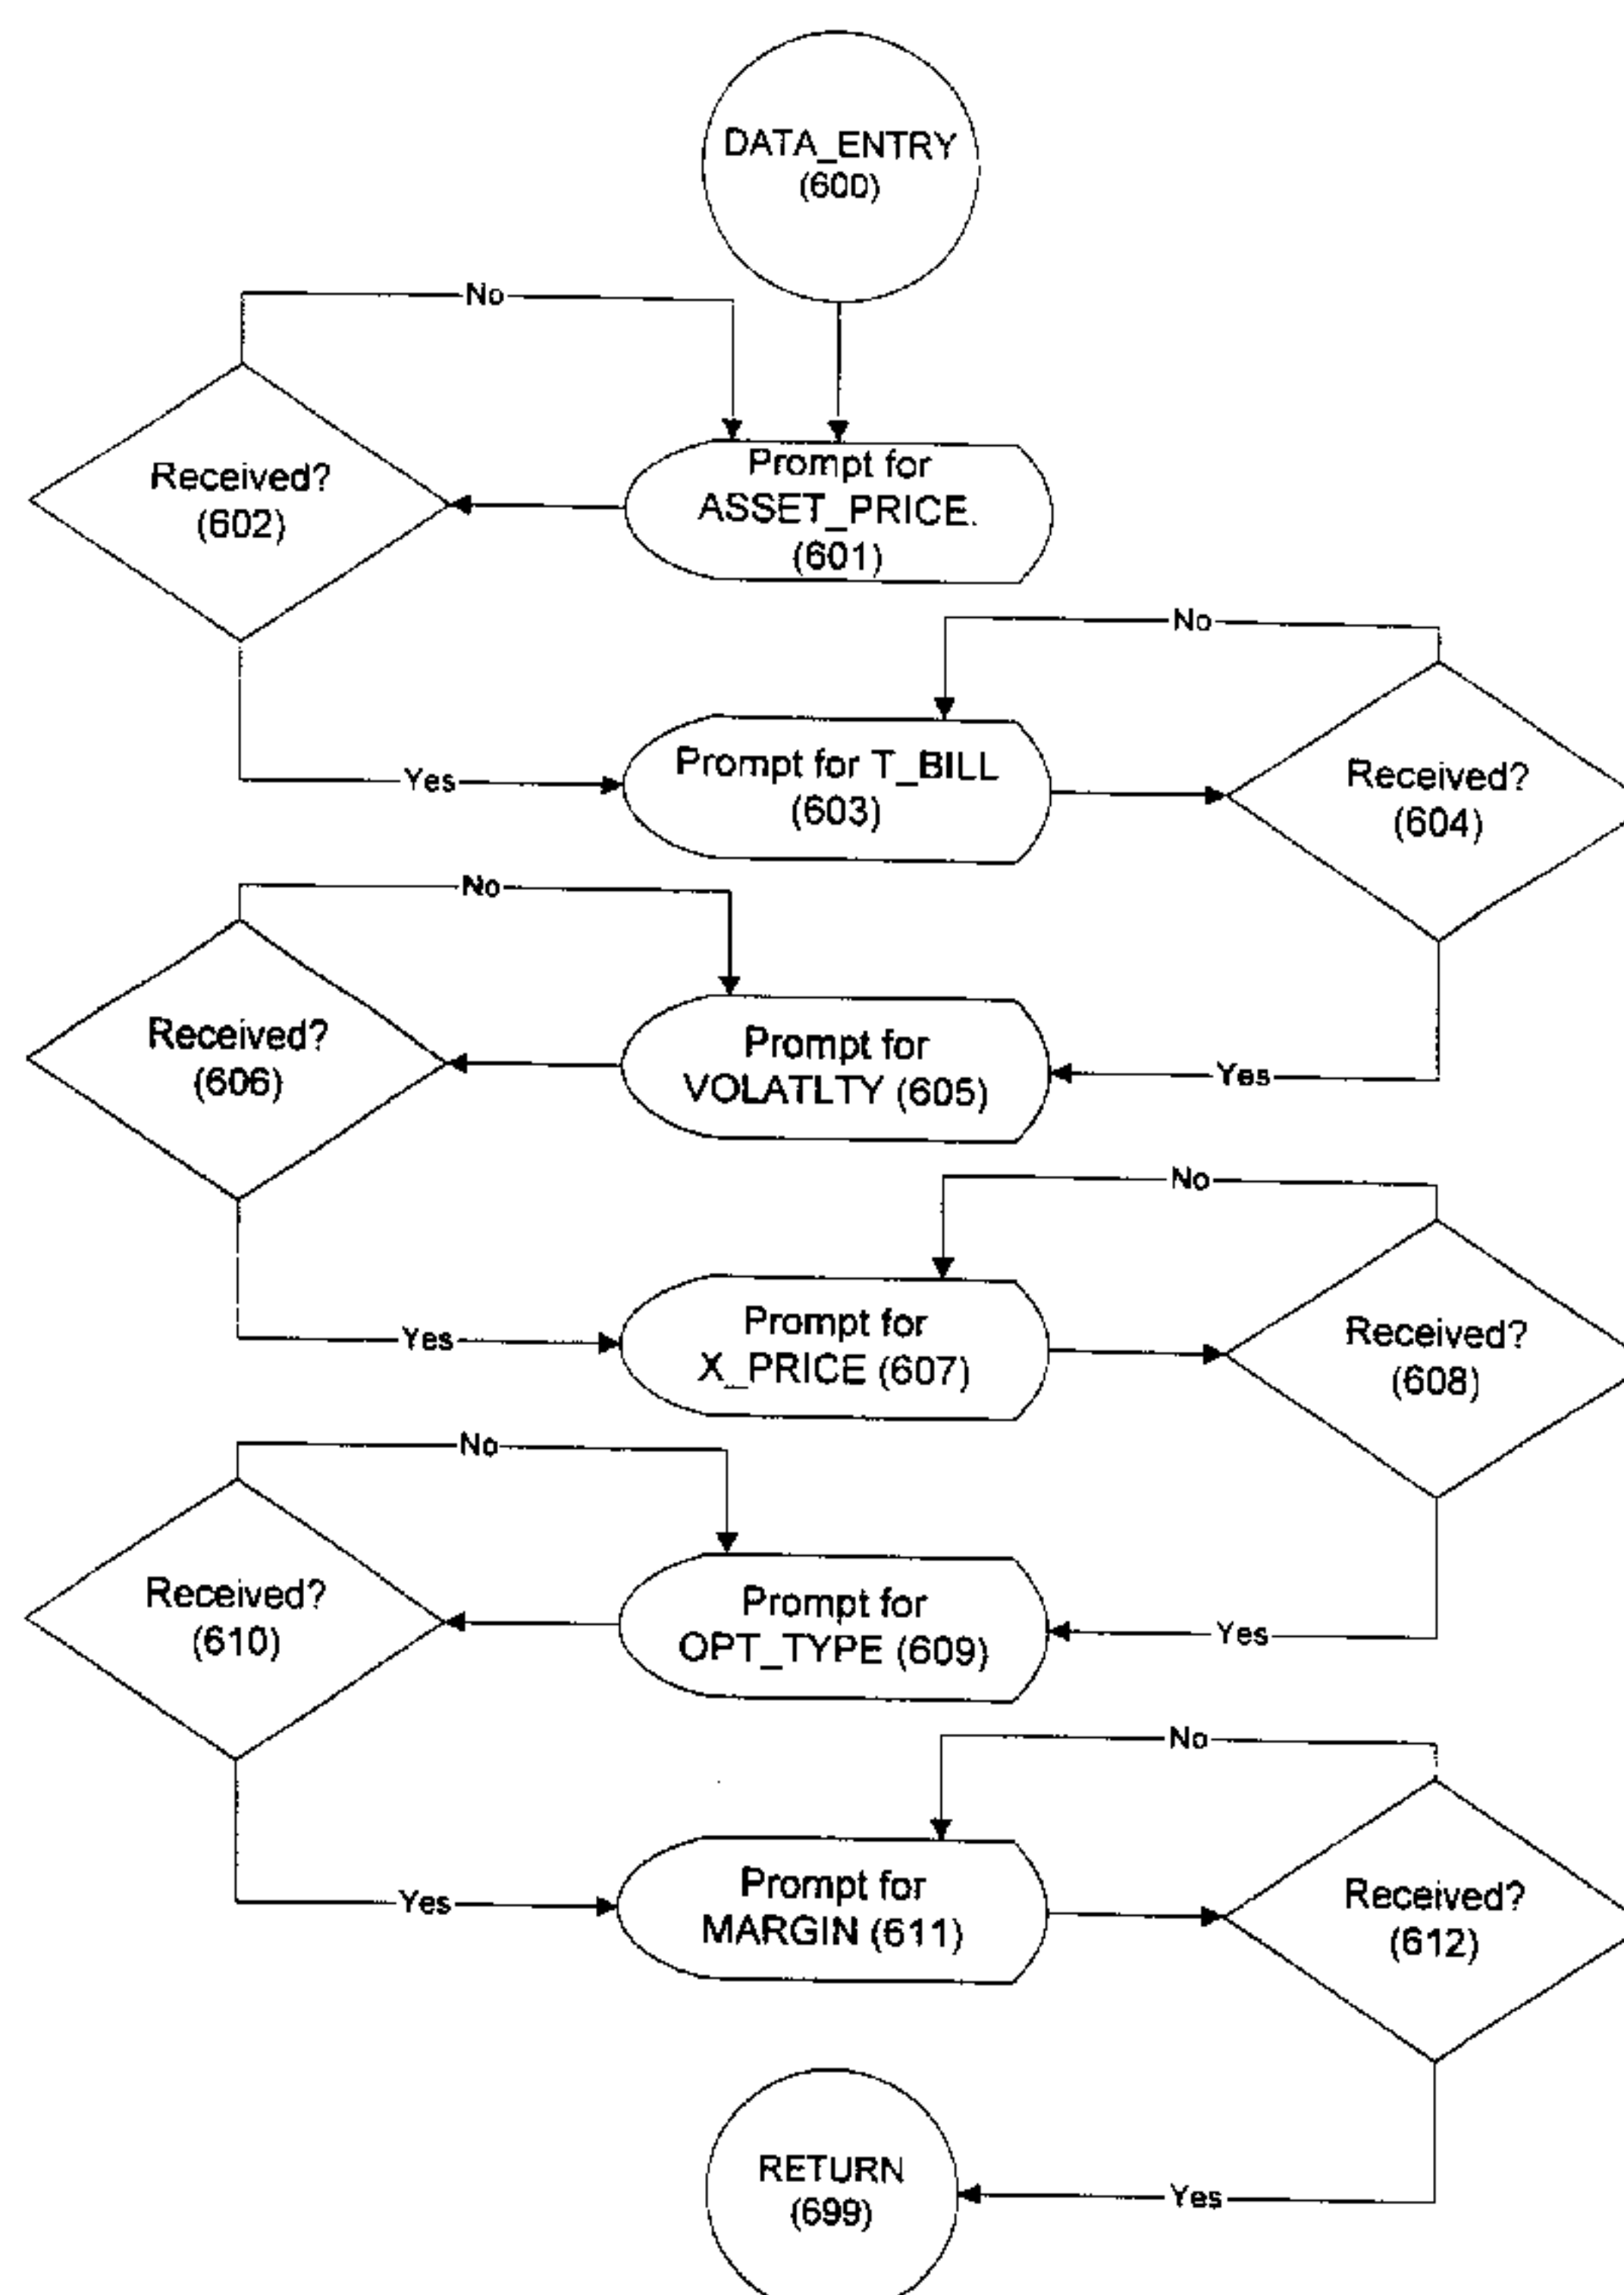 DATA_ENTRY
(600)
No
Received?
(602)
Prompt for
ASSET_PRICE.
(601)
No
Yes
Prompt for T_BILL
(603)
Received?
(604)
No
Received?
(606)
Prompt for
VOLATLTY (605)
Yes
No
Yes
Prompt for
X_PRICE (607)
Received?
(608)
No
Received?
(610)
Prompt for
OPT_TYPE (609)
Yes
No
Yes
Prompt for
MARGIN (611)
Received?
(612)
RETURN
(699)
Yes